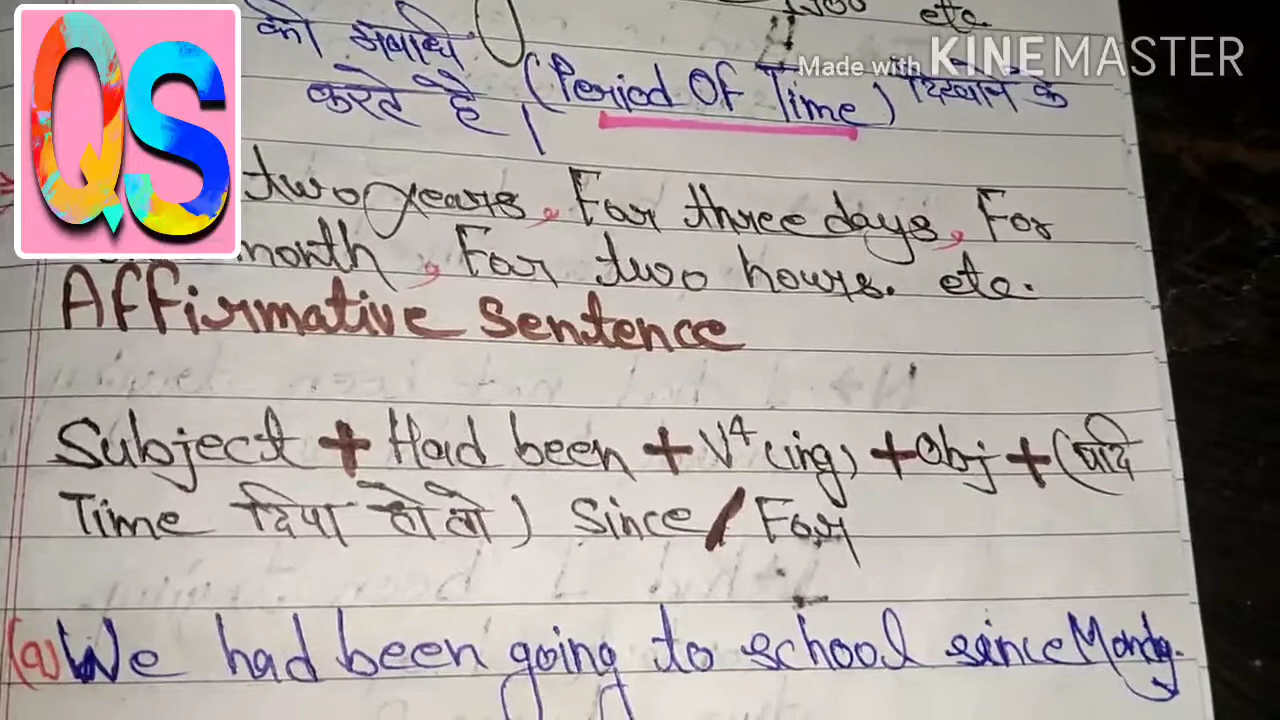 etc.
Made with KINEMASTER
QS
की अवधि (Period Of Time) दिखाने के
करते है।
two years, For three days, For
month, For two hours. etc.
Affirmative Sentence
Subject + Had been + V⁴ (ing) + Obj + (यदि
Time दिया हो तो) Since / For
(a) We had been going to school since Monday.